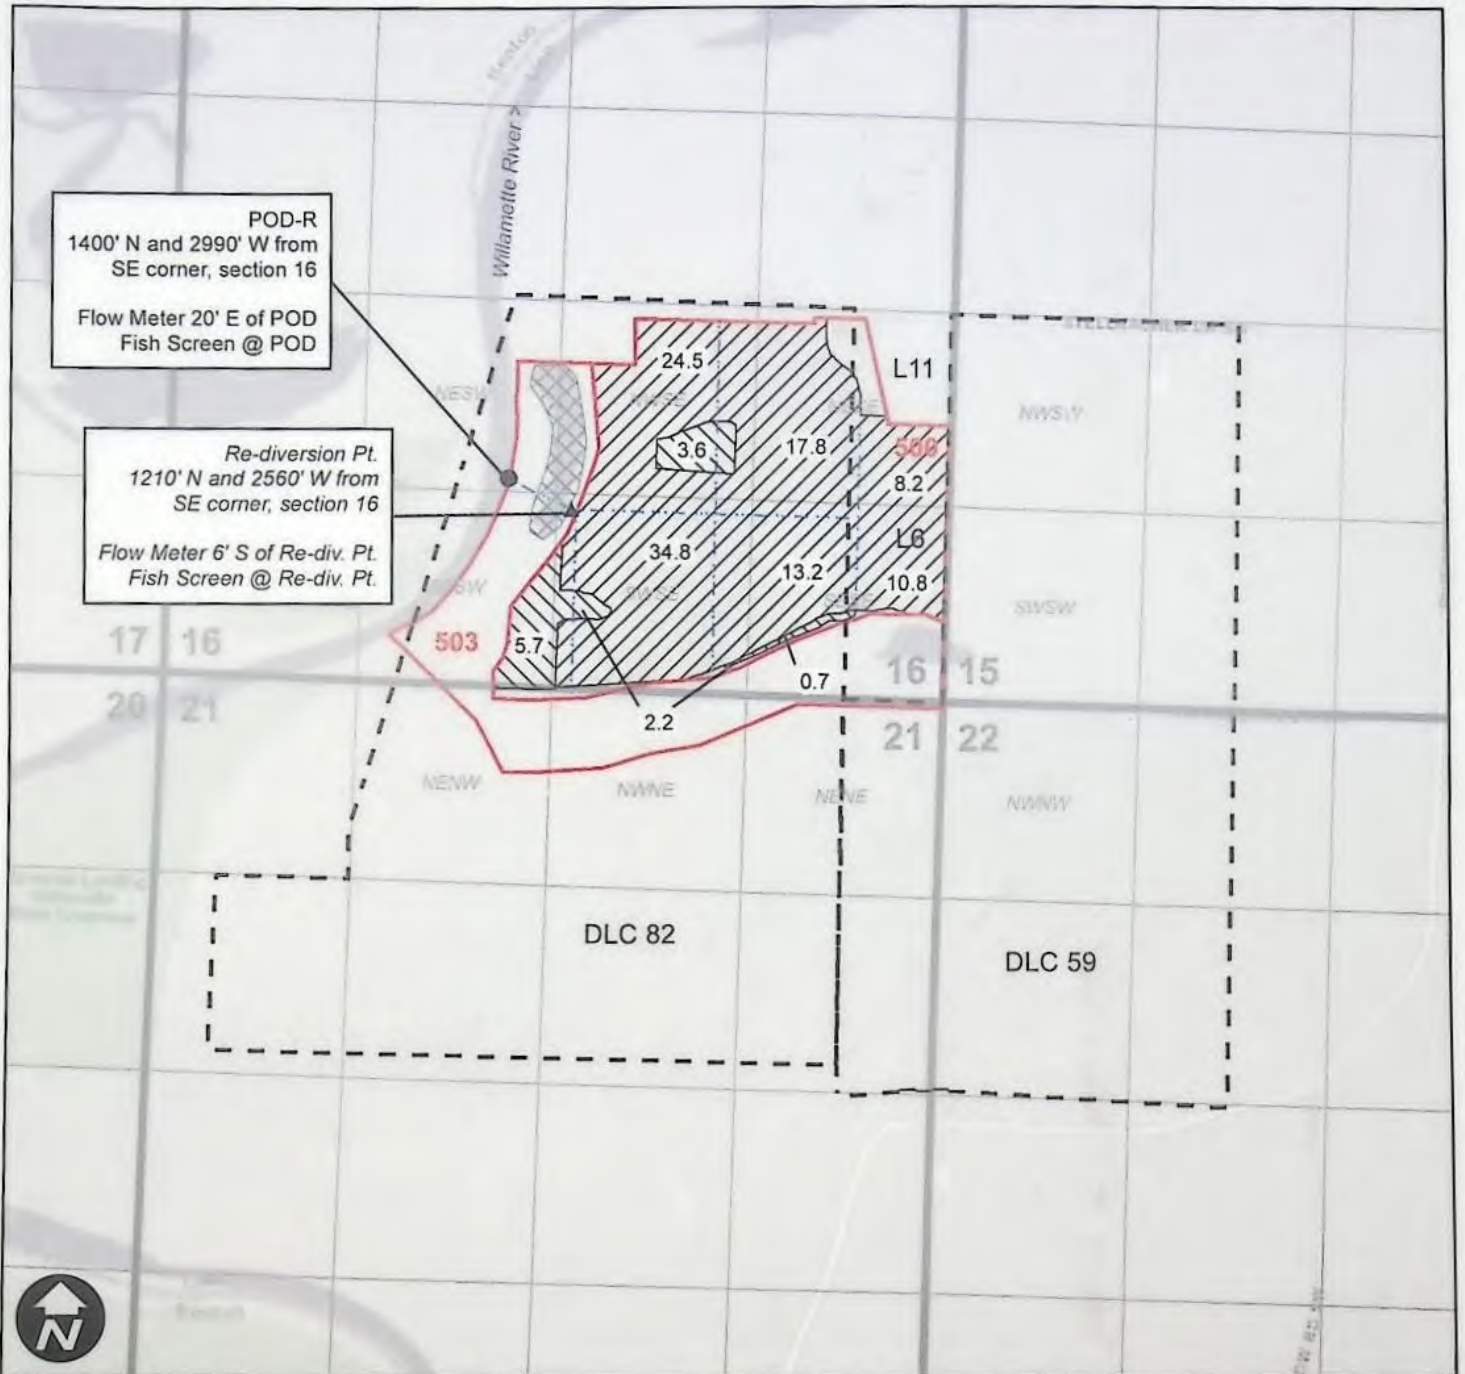 Benton
Willamette River >
POD-R
1400' N and 2990' W from
SE corner, section 16
Flow Meter 20' E of POD
Fish Screen @ POD
Re-diversion Pt.
1210' N and 2560' W from
SE corner, section 16
Flow Meter 6' S of Re-div. Pt.
Fish Screen @ Re-div. Pt.
24.5
L11
NESW
NWSE
NESE
NWSW
3.6
17.8
8.2
34.8
L6
13.2
10.8
SWSE
SESE
SWSW
17
16
503
5.7
16
15
0.7
20
21
2.2
21
22
NENW
NWNE
NENE
NWNW
DLC 82
DLC 59
N